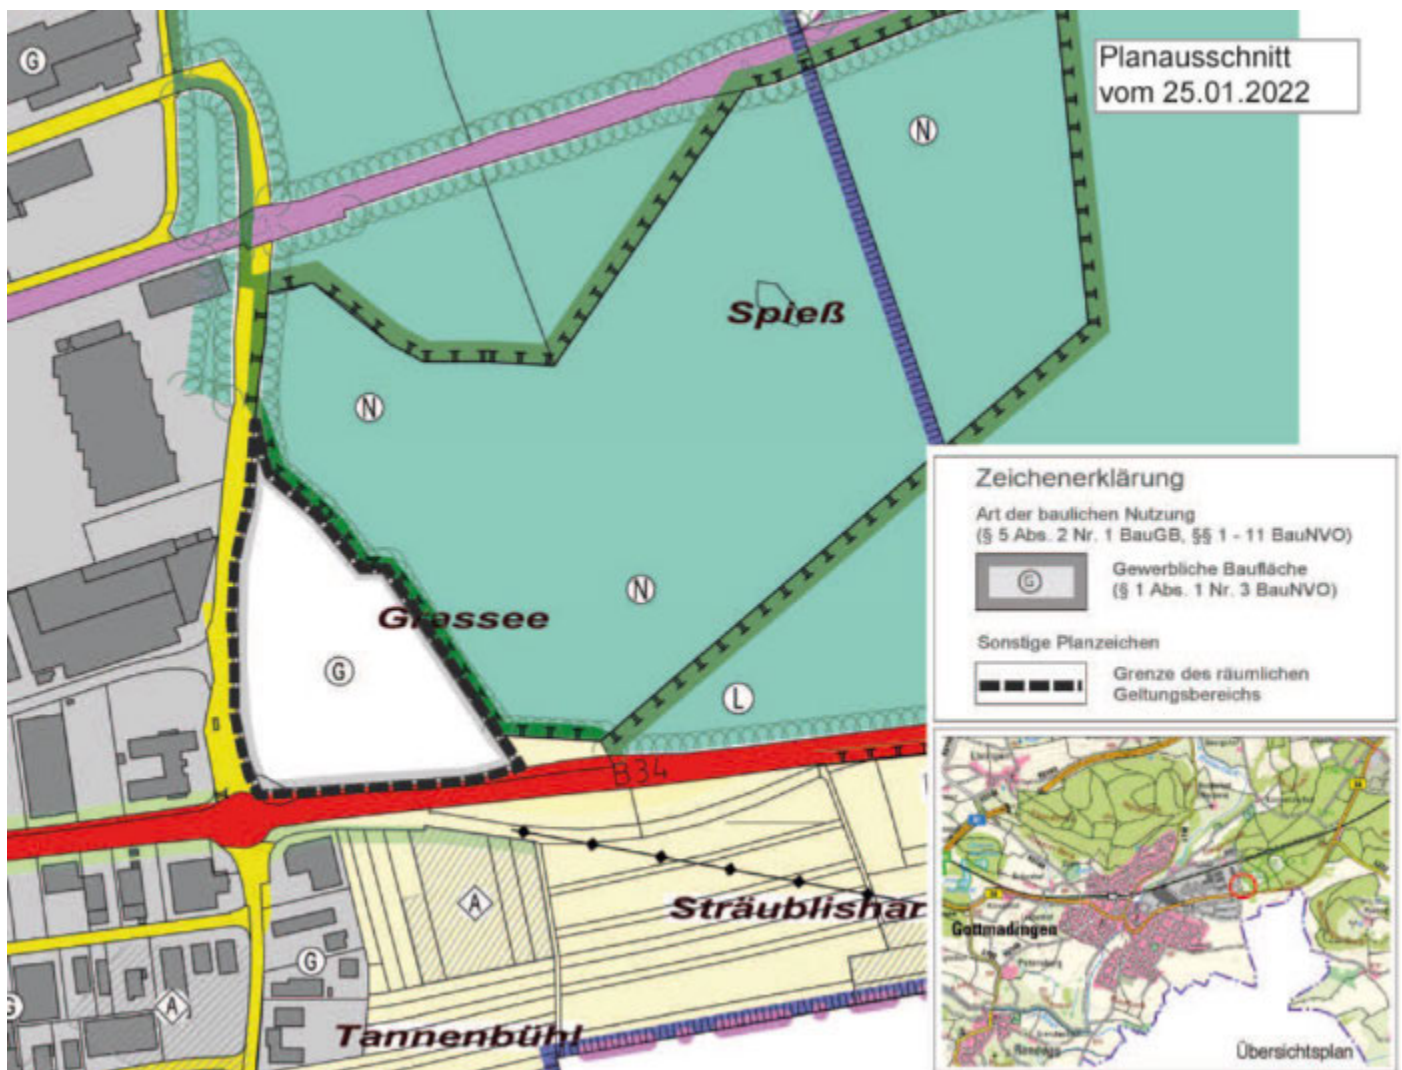 G
Planausschnitt
vom 25.01.2022
N
Spieß
N
N
Grassee
G
L
B34
A
Sträublishar
G
A
G
Tannenbühl
Zeichenerklärung
Art der baulichen Nutzung
(§ 5 Abs. 2 Nr. 1 BauGB, §§ 1 - 11 BauNVO)
G
Gewerbliche Baufläche
(§ 1 Abs. 1 Nr. 3 BauNVO)
Sonstige Planzeichen
Grenze des räumlichen
Geltungsbereichs
Gottmadingen
Übersichtsplan